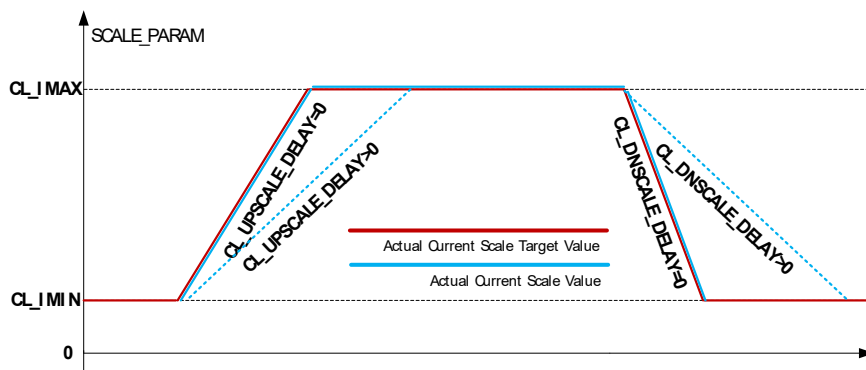 SCALE_PARAM
CL_IMAX
CL_UPSCALE_DELAY=0
CL_UPSCALE_DELAY>0
CL_DNSCALE_DELAY=0
CL_DNSCALE_DELAY>0
Actual Current Scale Target Value
Actual Current Scale Value
CL_IMIN
0